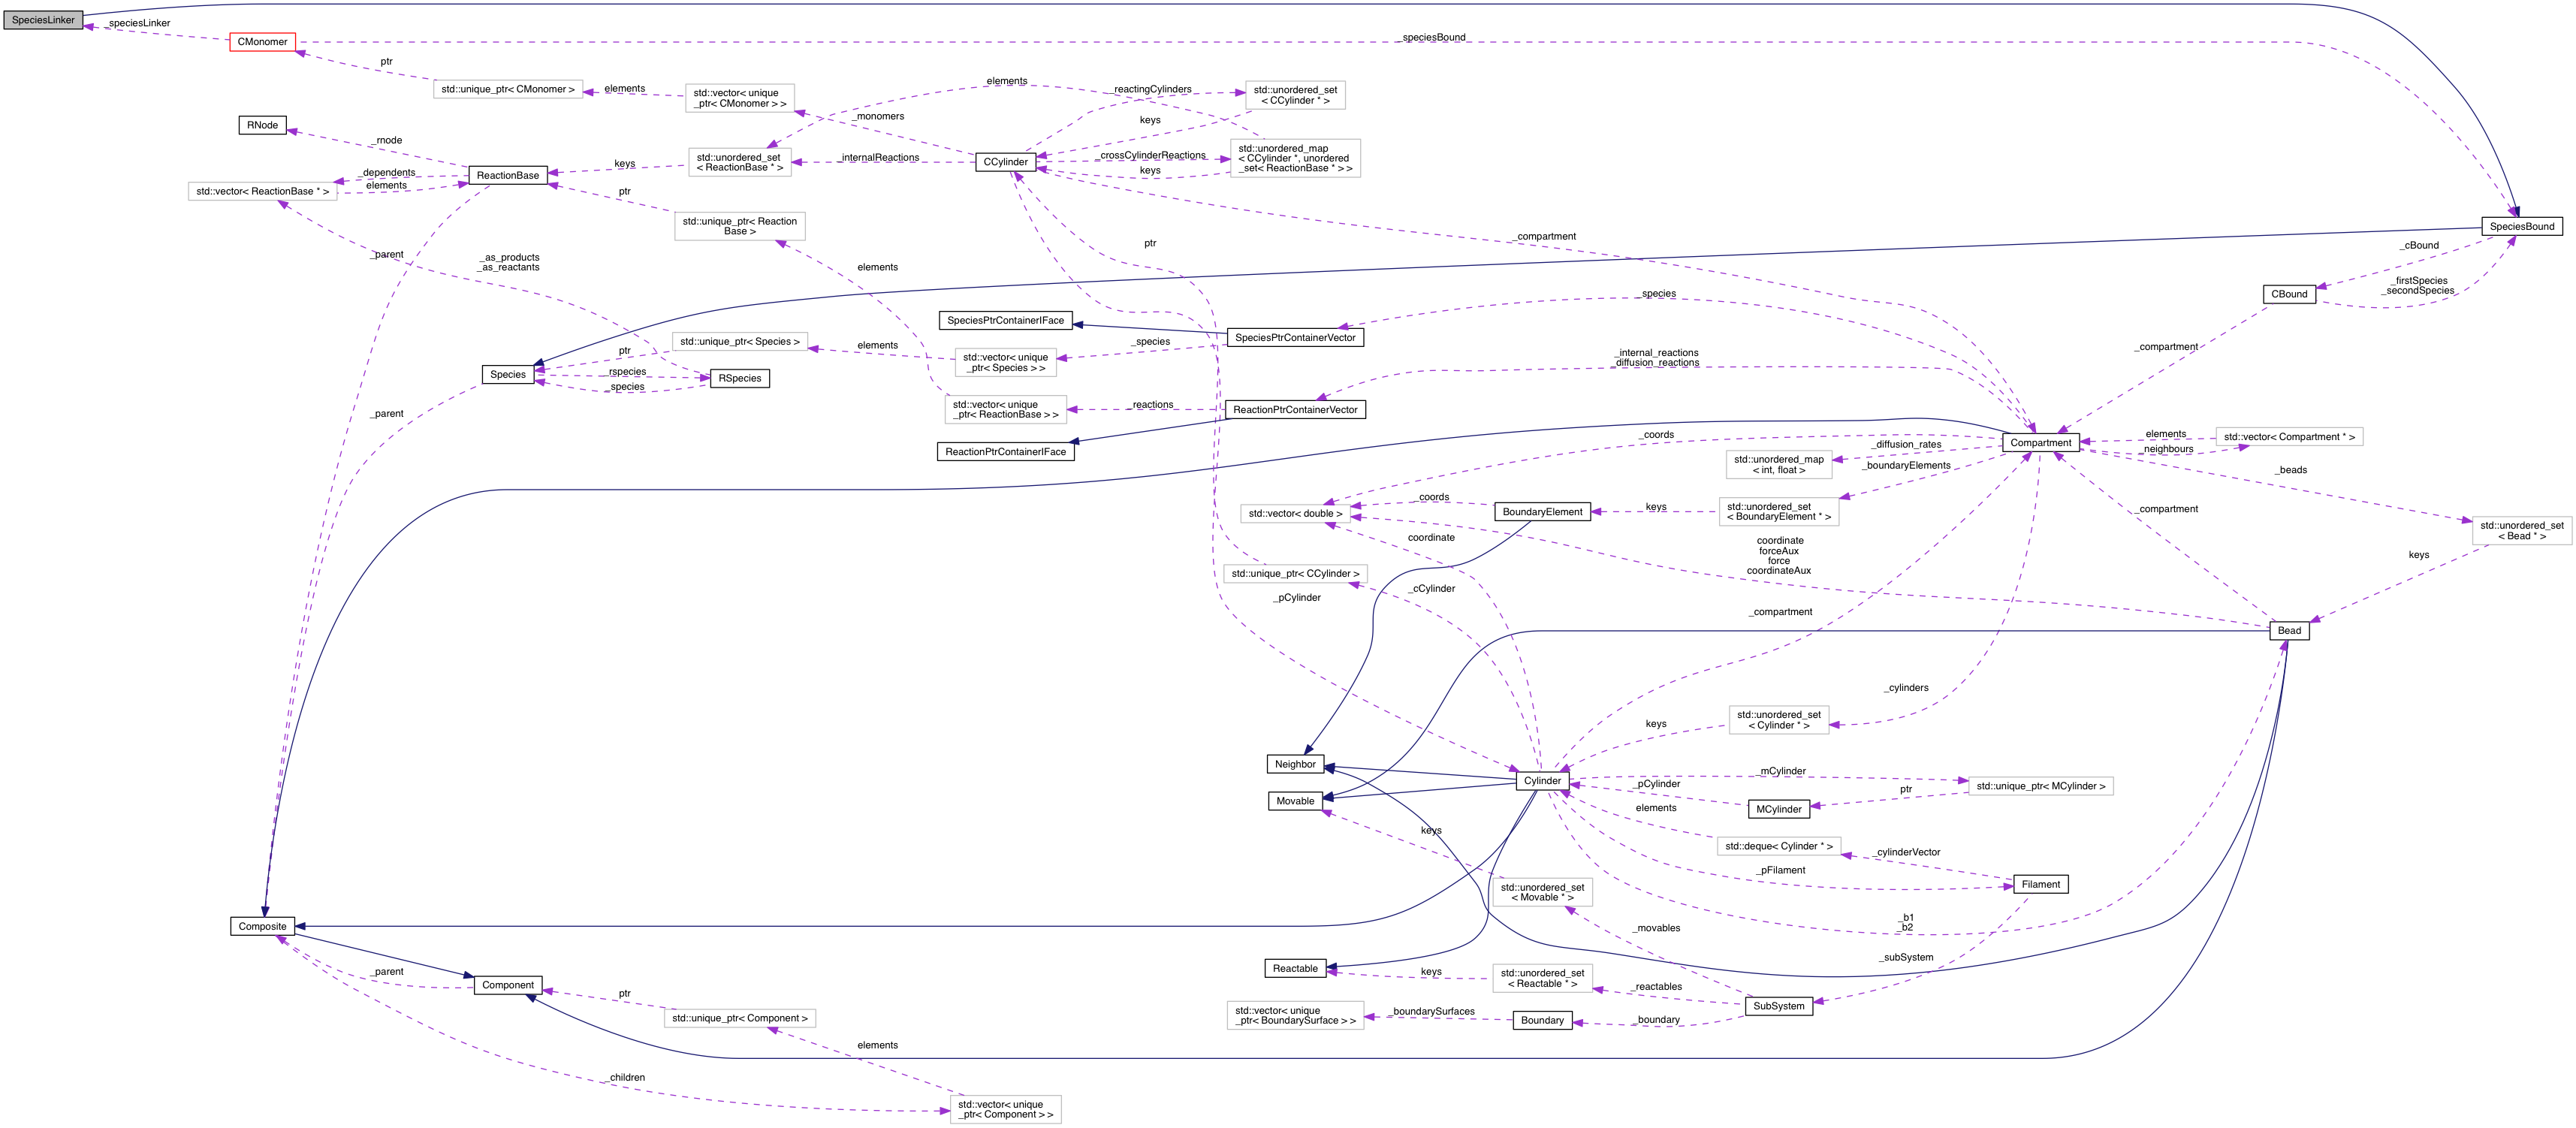 SpeciesLinker
_speciesLinker
CMonomer
_speciesBound
ptr
std::unique_ptr< CMonomer >
elements
std::vector< unique
_ptr< CMonomer > >
elements
_reactingCylinders
std::unordered_set
< CCylinder * >
RNode
_rnode
_monomers
keys
std::unordered_map
< CCylinder *, unordered
_set< ReactionBase * > >
ReactionBase
keys
std::unordered_set
< ReactionBase * >
_internalReactions
CCylinder
_crossCylinderReactions
keys
_dependents
elements
std::vector< ReactionBase * >
ptr
std::unique_ptr< Reaction
Base >
SpeciesBound
_parent
_as_products
_as_reactants
elements
ptr
_compartment
_cBound
_firstSpecies
_secondSpecies
CBound
_species
SpeciesPtrContainerIFace
SpeciesPtrContainerVector
std::unique_ptr< Species >
elements
std::vector< unique
_ptr< Species > >
_species
_compartment
_internal_reactions
_diffusion_reactions
ptr
Species
_rspecies
_species
RSpecies
_parent
std::vector< unique
_ptr< ReactionBase > >
_reactions
ReactionPtrContainerVector
ReactionPtrContainerIFace
_coords
Compartment
elements
_neighbours
std::vector< Compartment * >
_diffusion_rates
std::unordered_map
< int, float >
_boundaryElements
_beads
std::vector< double >
_coords
BoundaryElement
keys
std::unordered_set
< BoundaryElement * >
_compartment
std::unordered_set
< Bead * >
coordinate
coordinate
forceAux
force
coordinateAux
keys
std::unique_ptr< CCylinder >
_cCylinder
_pCylinder
_compartment
Bead
_cylinders
std::unordered_set
< Cylinder * >
keys
Neighbor
Cylinder
_mCylinder
std::unique_ptr< MCylinder >
Movable
_pCylinder
MCylinder
ptr
elements
keys
std::deque< Cylinder * >
_cylinderVector
_pFilament
Filament
std::unordered_set
< Movable * >
_b1
_b2
Composite
_movables
_subSystem
_parent
Component
Reactable
keys
std::unordered_set
< Reactable * >
_reactables
SubSystem
ptr
std::unique_ptr< Component >
std::vector< unique
_ptr< BoundarySurface > >
_boundarySurfaces
Boundary
_boundary
elements
_children
std::vector< unique
_ptr< Component > >